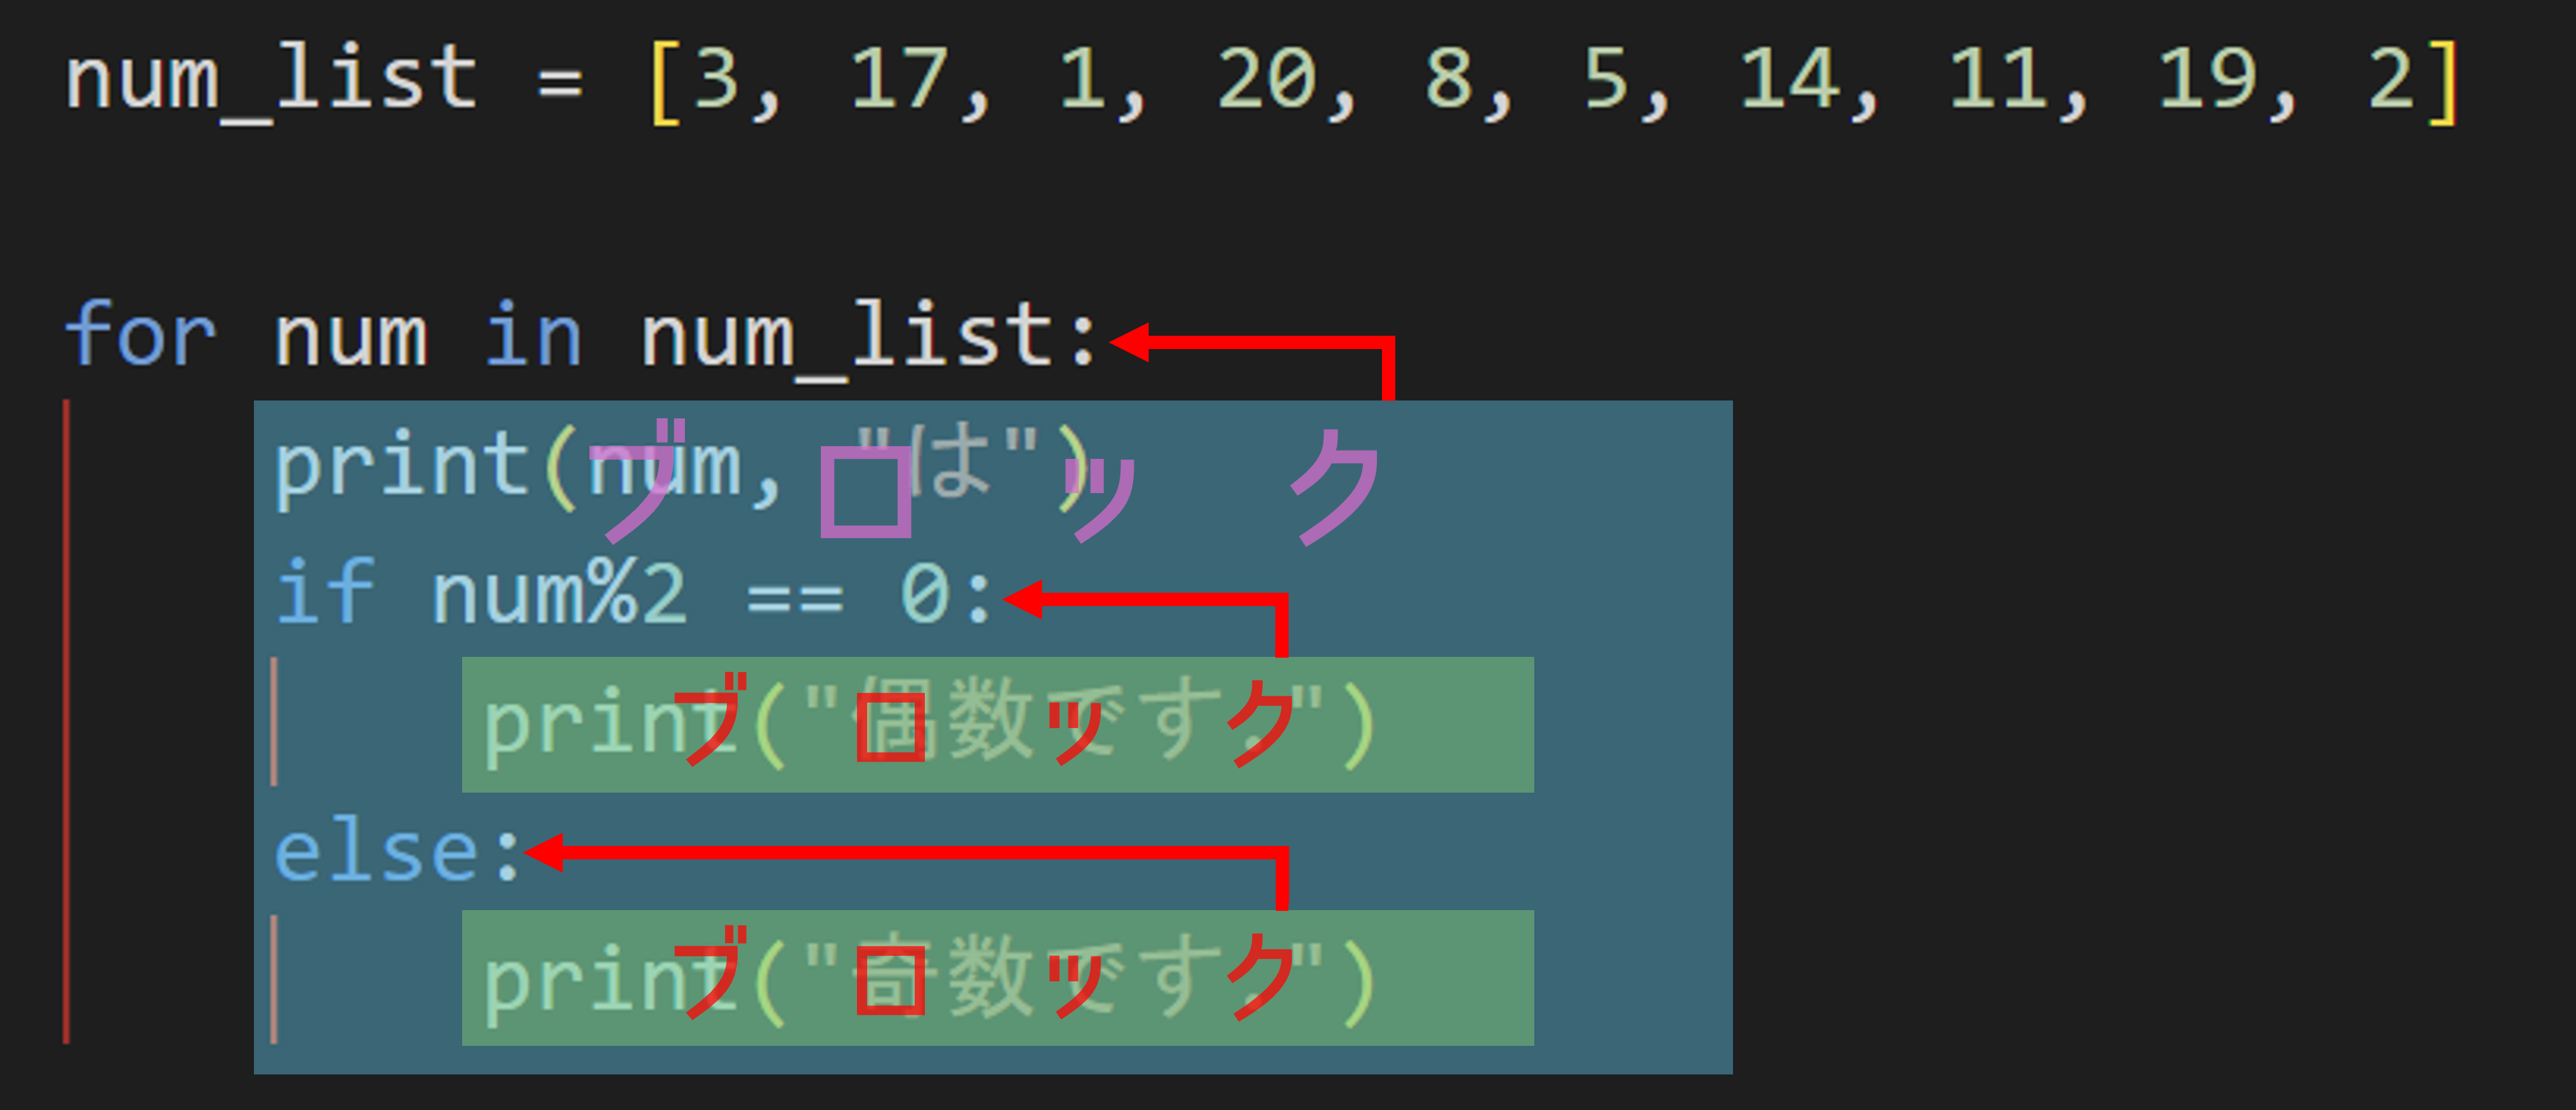 num_list = [3, 17, 1, 20, 8, 5, 14, 11, 19, 2]
for num in num_list:
print(num, "は")
ブロック
if num%2 == 0:
print("偶数です.")
ブロック
else:
print("奇数です.")
ブロック